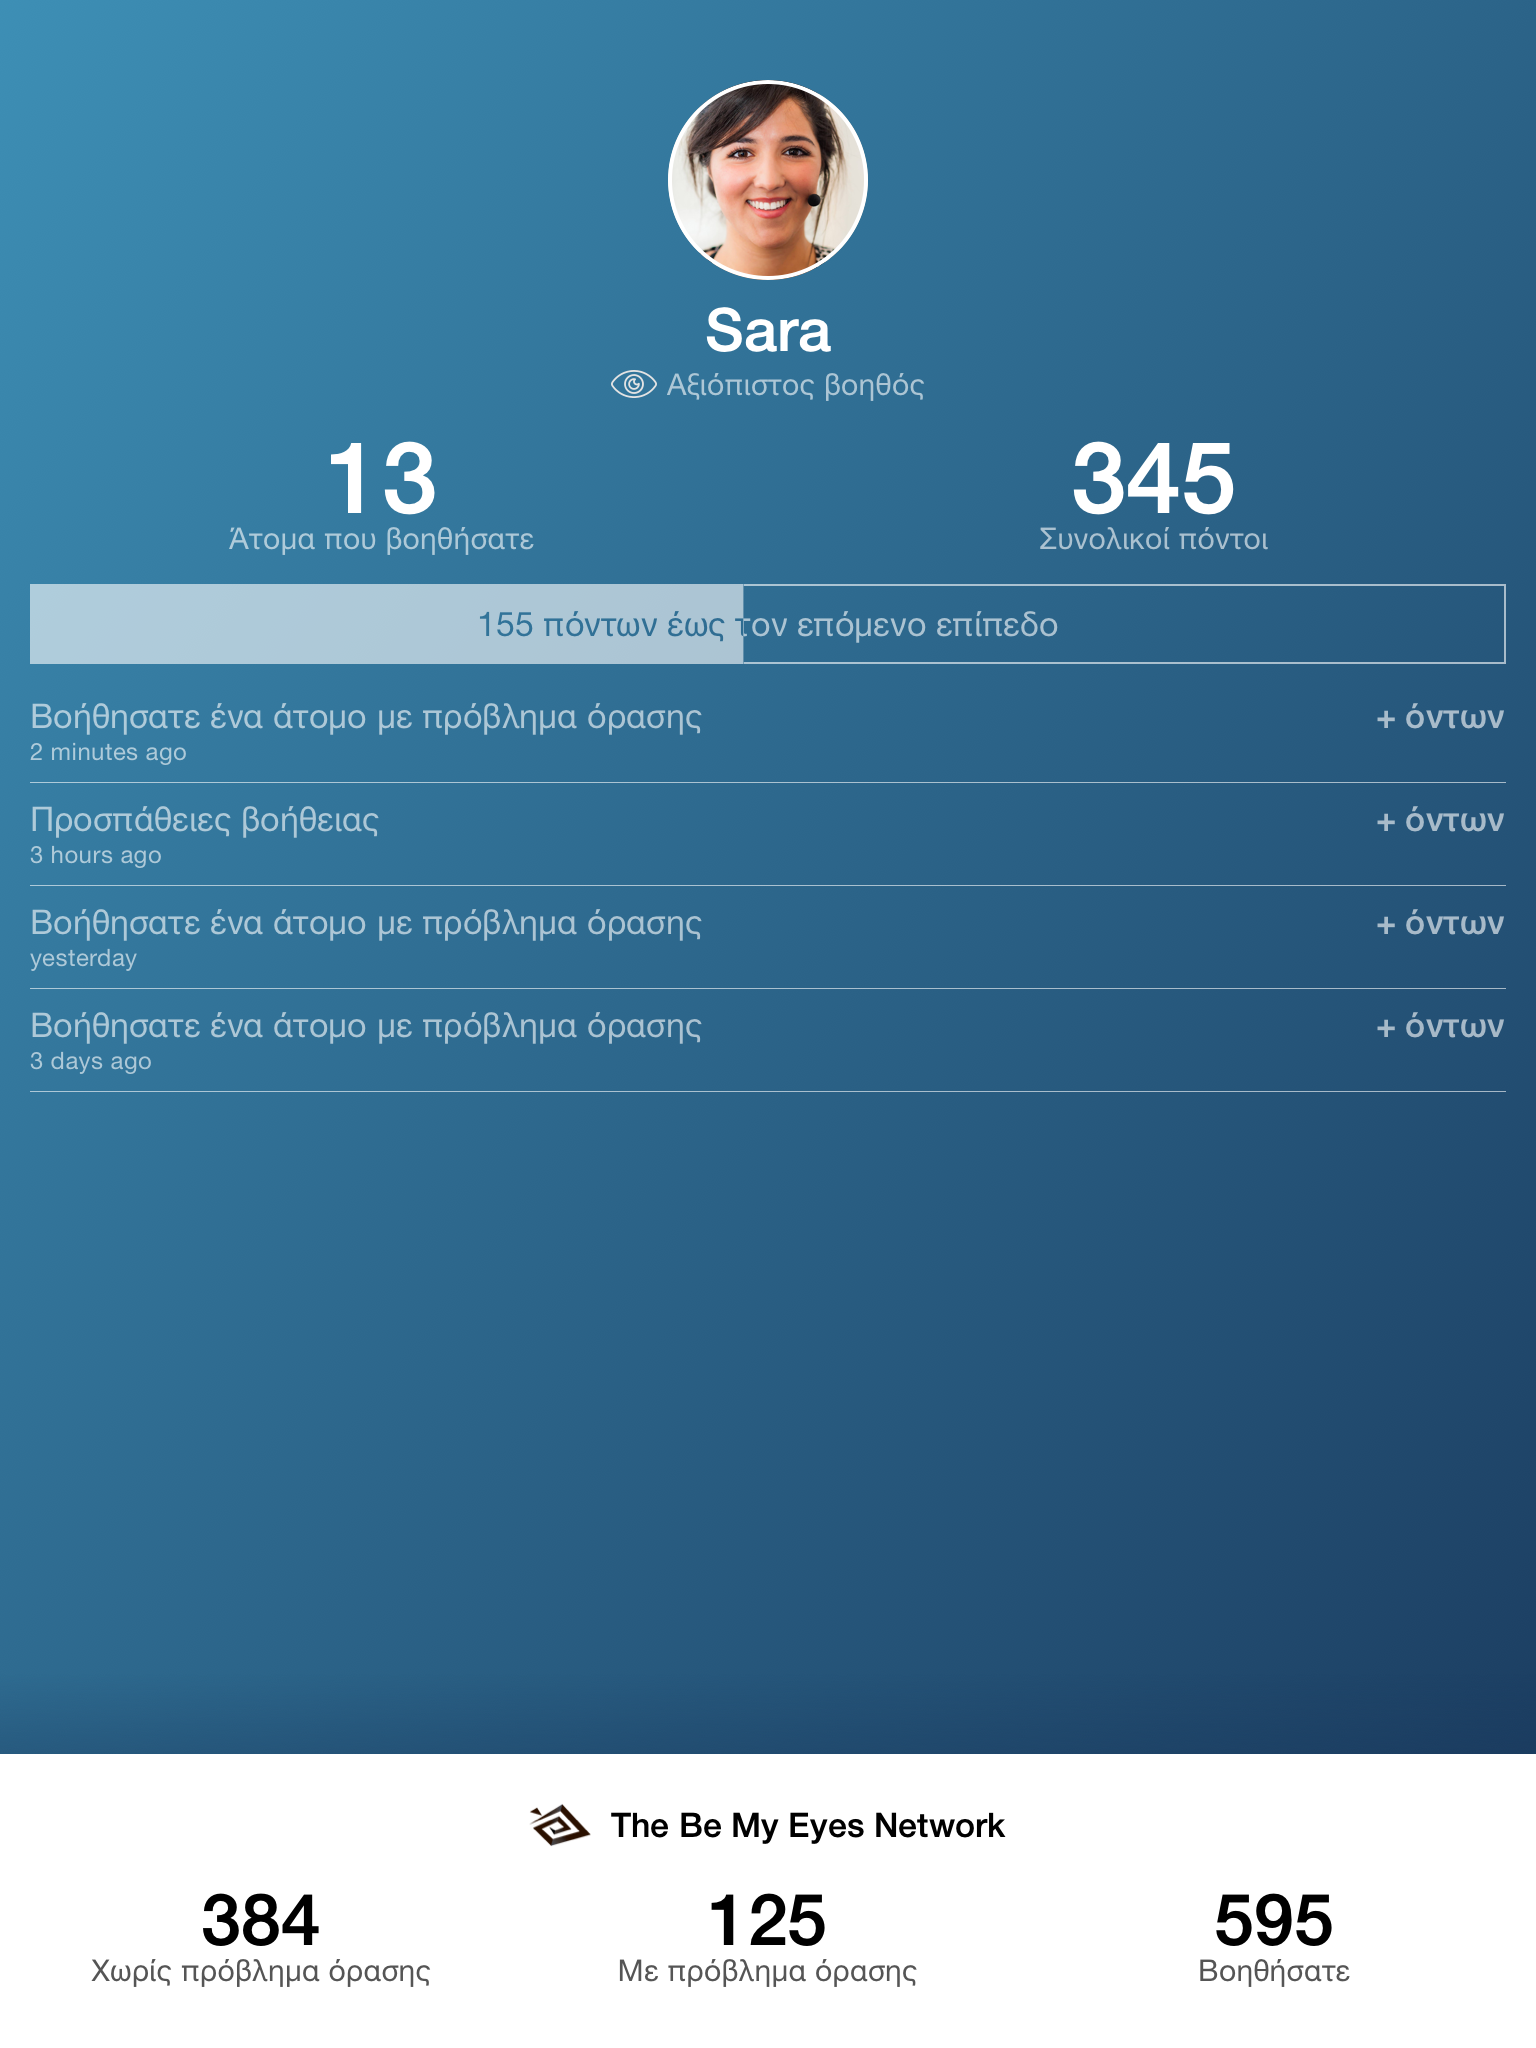 Sara
Αξιόπιστος βοηθός
13
Άτομα που βοηθήσατε
345
Συνολικοί πόντοι
155 πόντων έως τον επόμενο επίπεδο
Βοήθησατε ένα άτομο με πρόβλημα όρασης
+ όντων
2 minutes ago
Προσπάθειες βοήθειας
+ όντων
3 hours ago
Βοήθησατε ένα άτομο με πρόβλημα όρασης
+ όντων
yesterday
Βοήθησατε ένα άτομο με πρόβλημα όρασης
+ όντων
3 days ago
The Be My Eyes Network
384
Χωρίς πρόβλημα όρασης
125
Με πρόβλημα όρασης
595
Βοηθήσατε